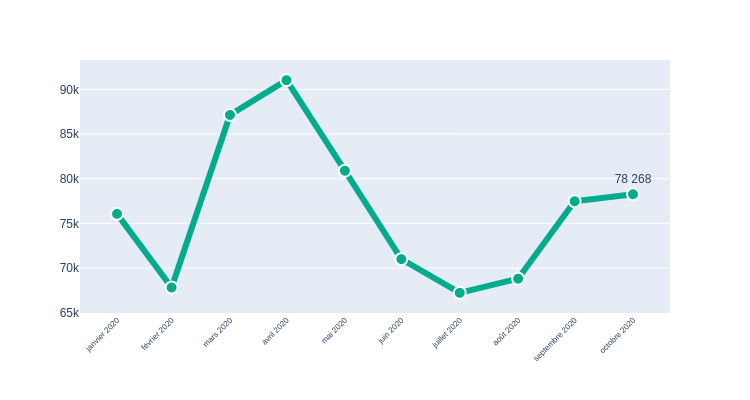 90k
85k
80k
75k
70k
65k
78 268
janvier 2020
février 2020
mars 2020
avril 2020
mai 2020
juin 2020
juillet 2020
août 2020
septembre 2020
octobre 2020